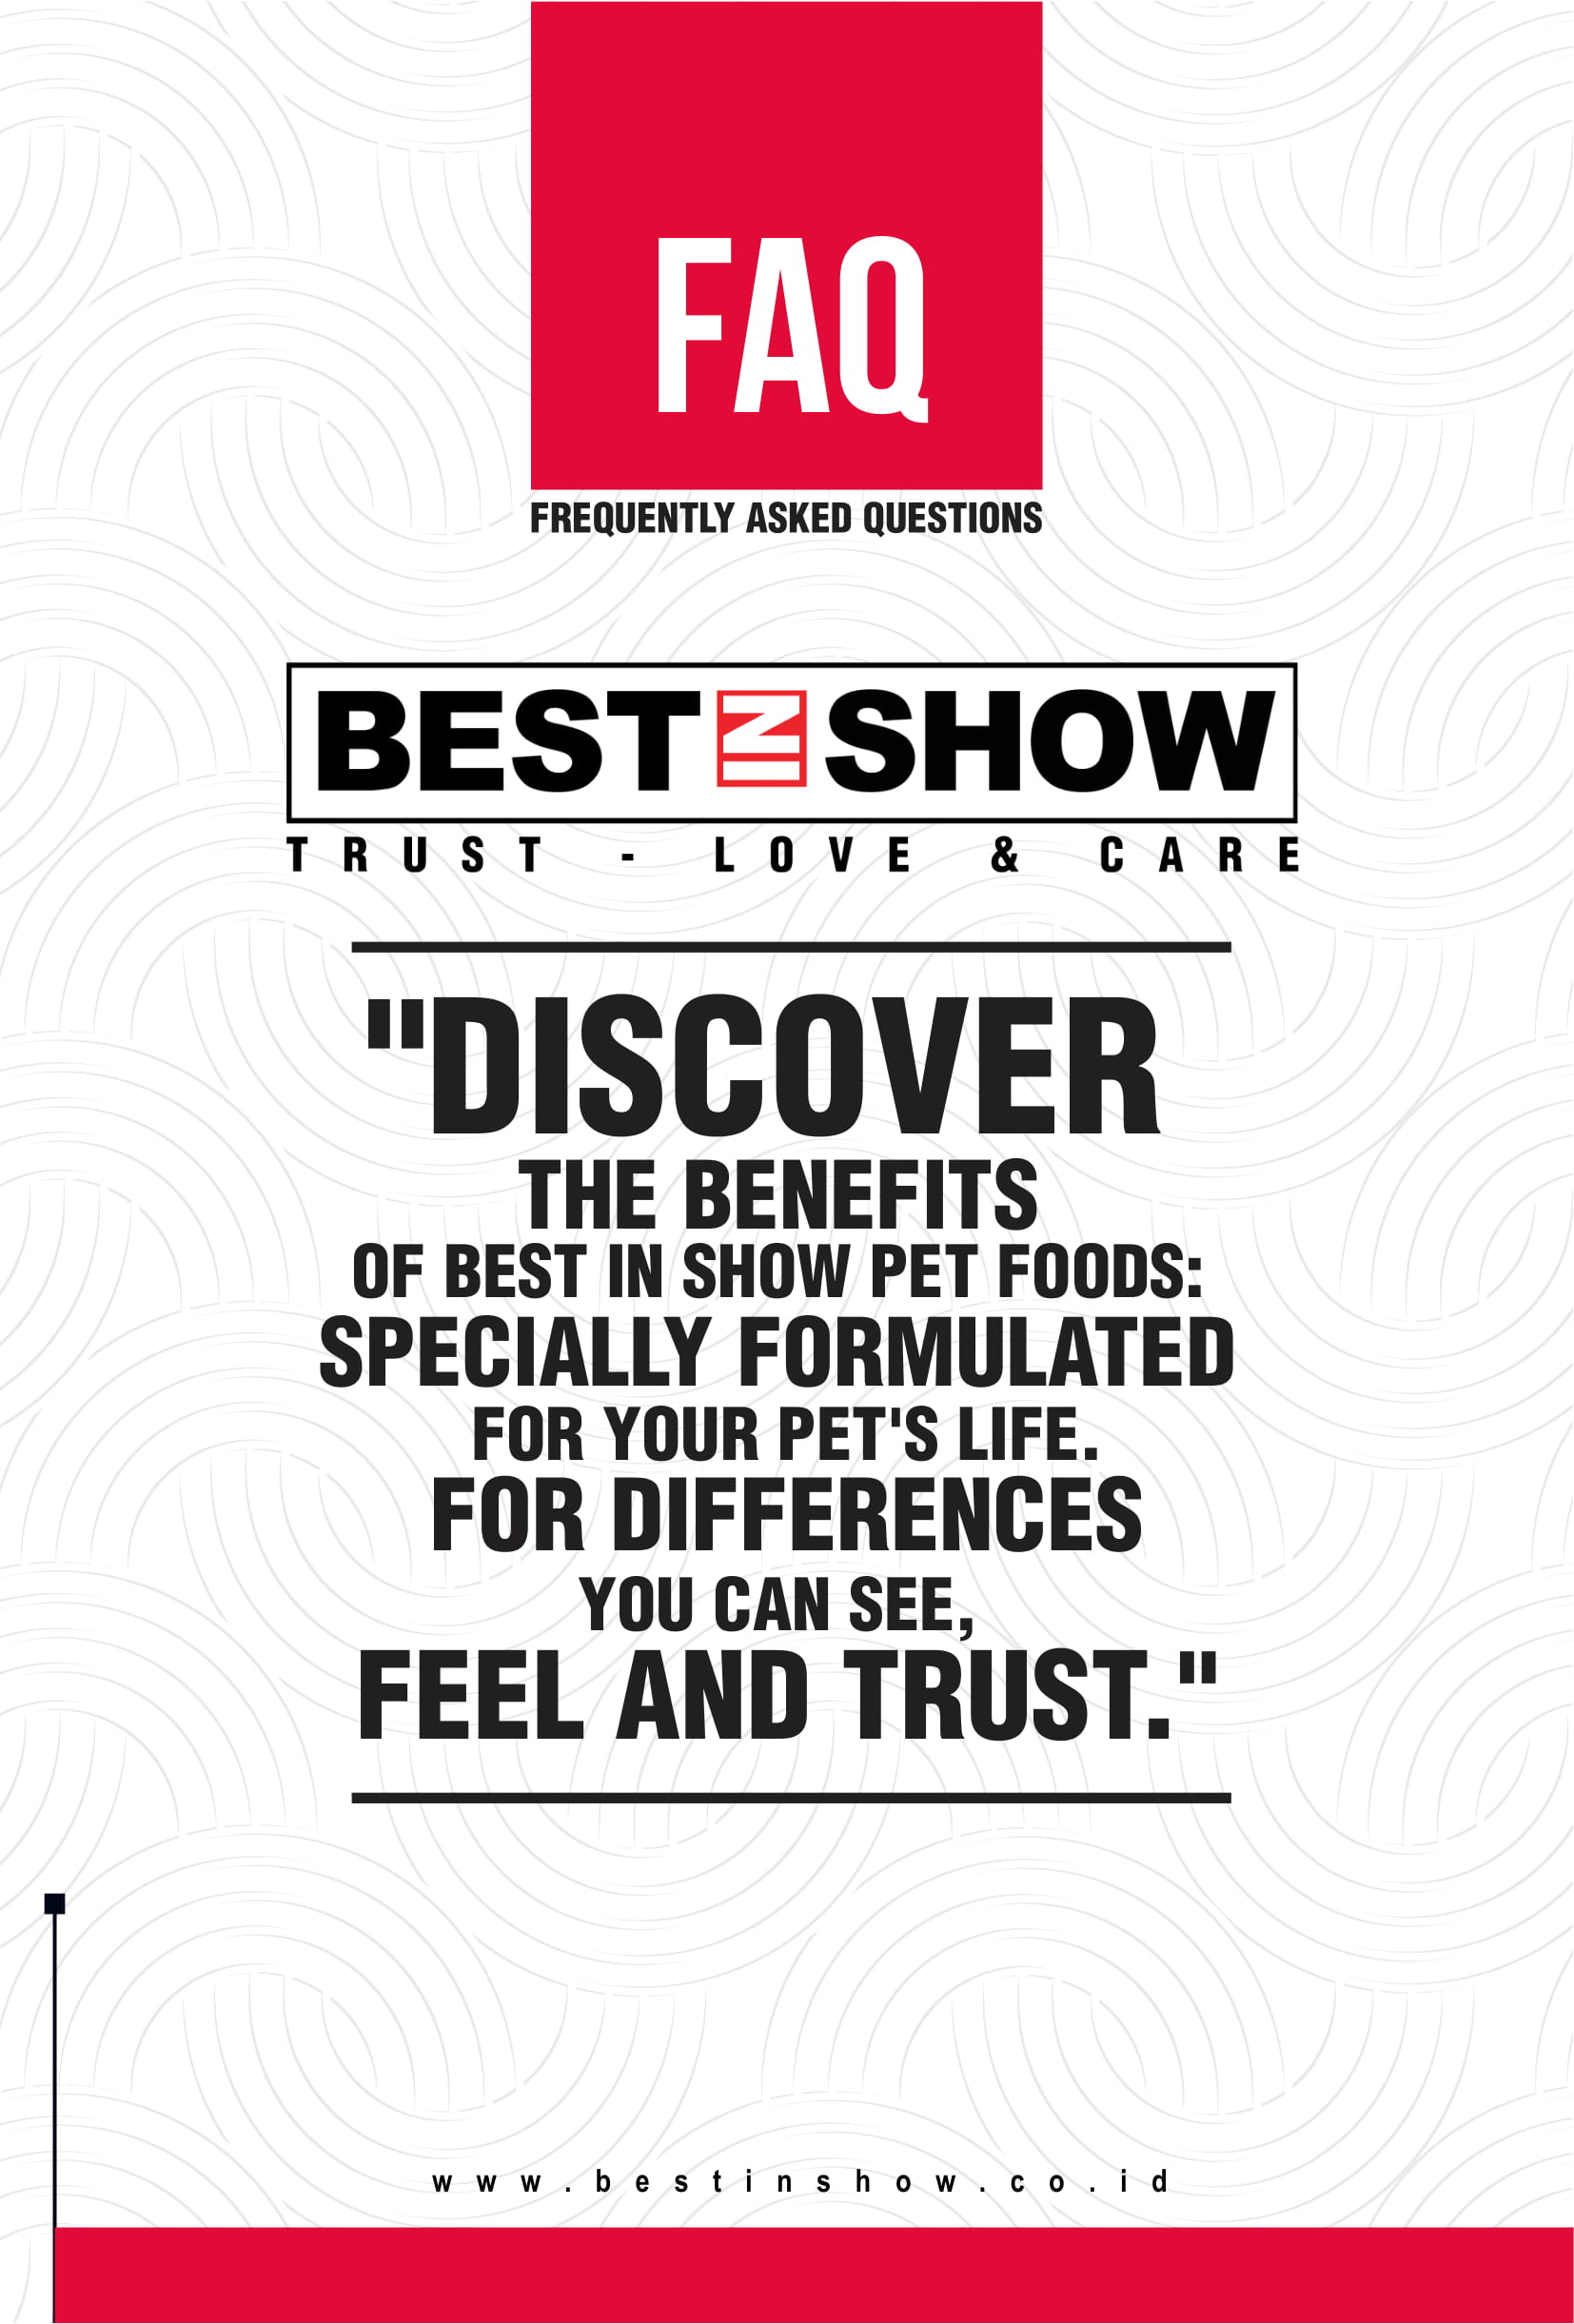 FAQ
FREQUENTLY ASKED QUESTIONS
BEST IN SHOW
TRUST - LOVE & CARE
"DISCOVER
THE BENEFITS
OF BEST IN SHOW PET FOODS:
SPECIALLY FORMULATED
FOR YOUR PET'S LIFE.
FOR DIFFERENCES
YOU CAN SEE,
FEEL AND TRUST."
www.bestinshow.co.id